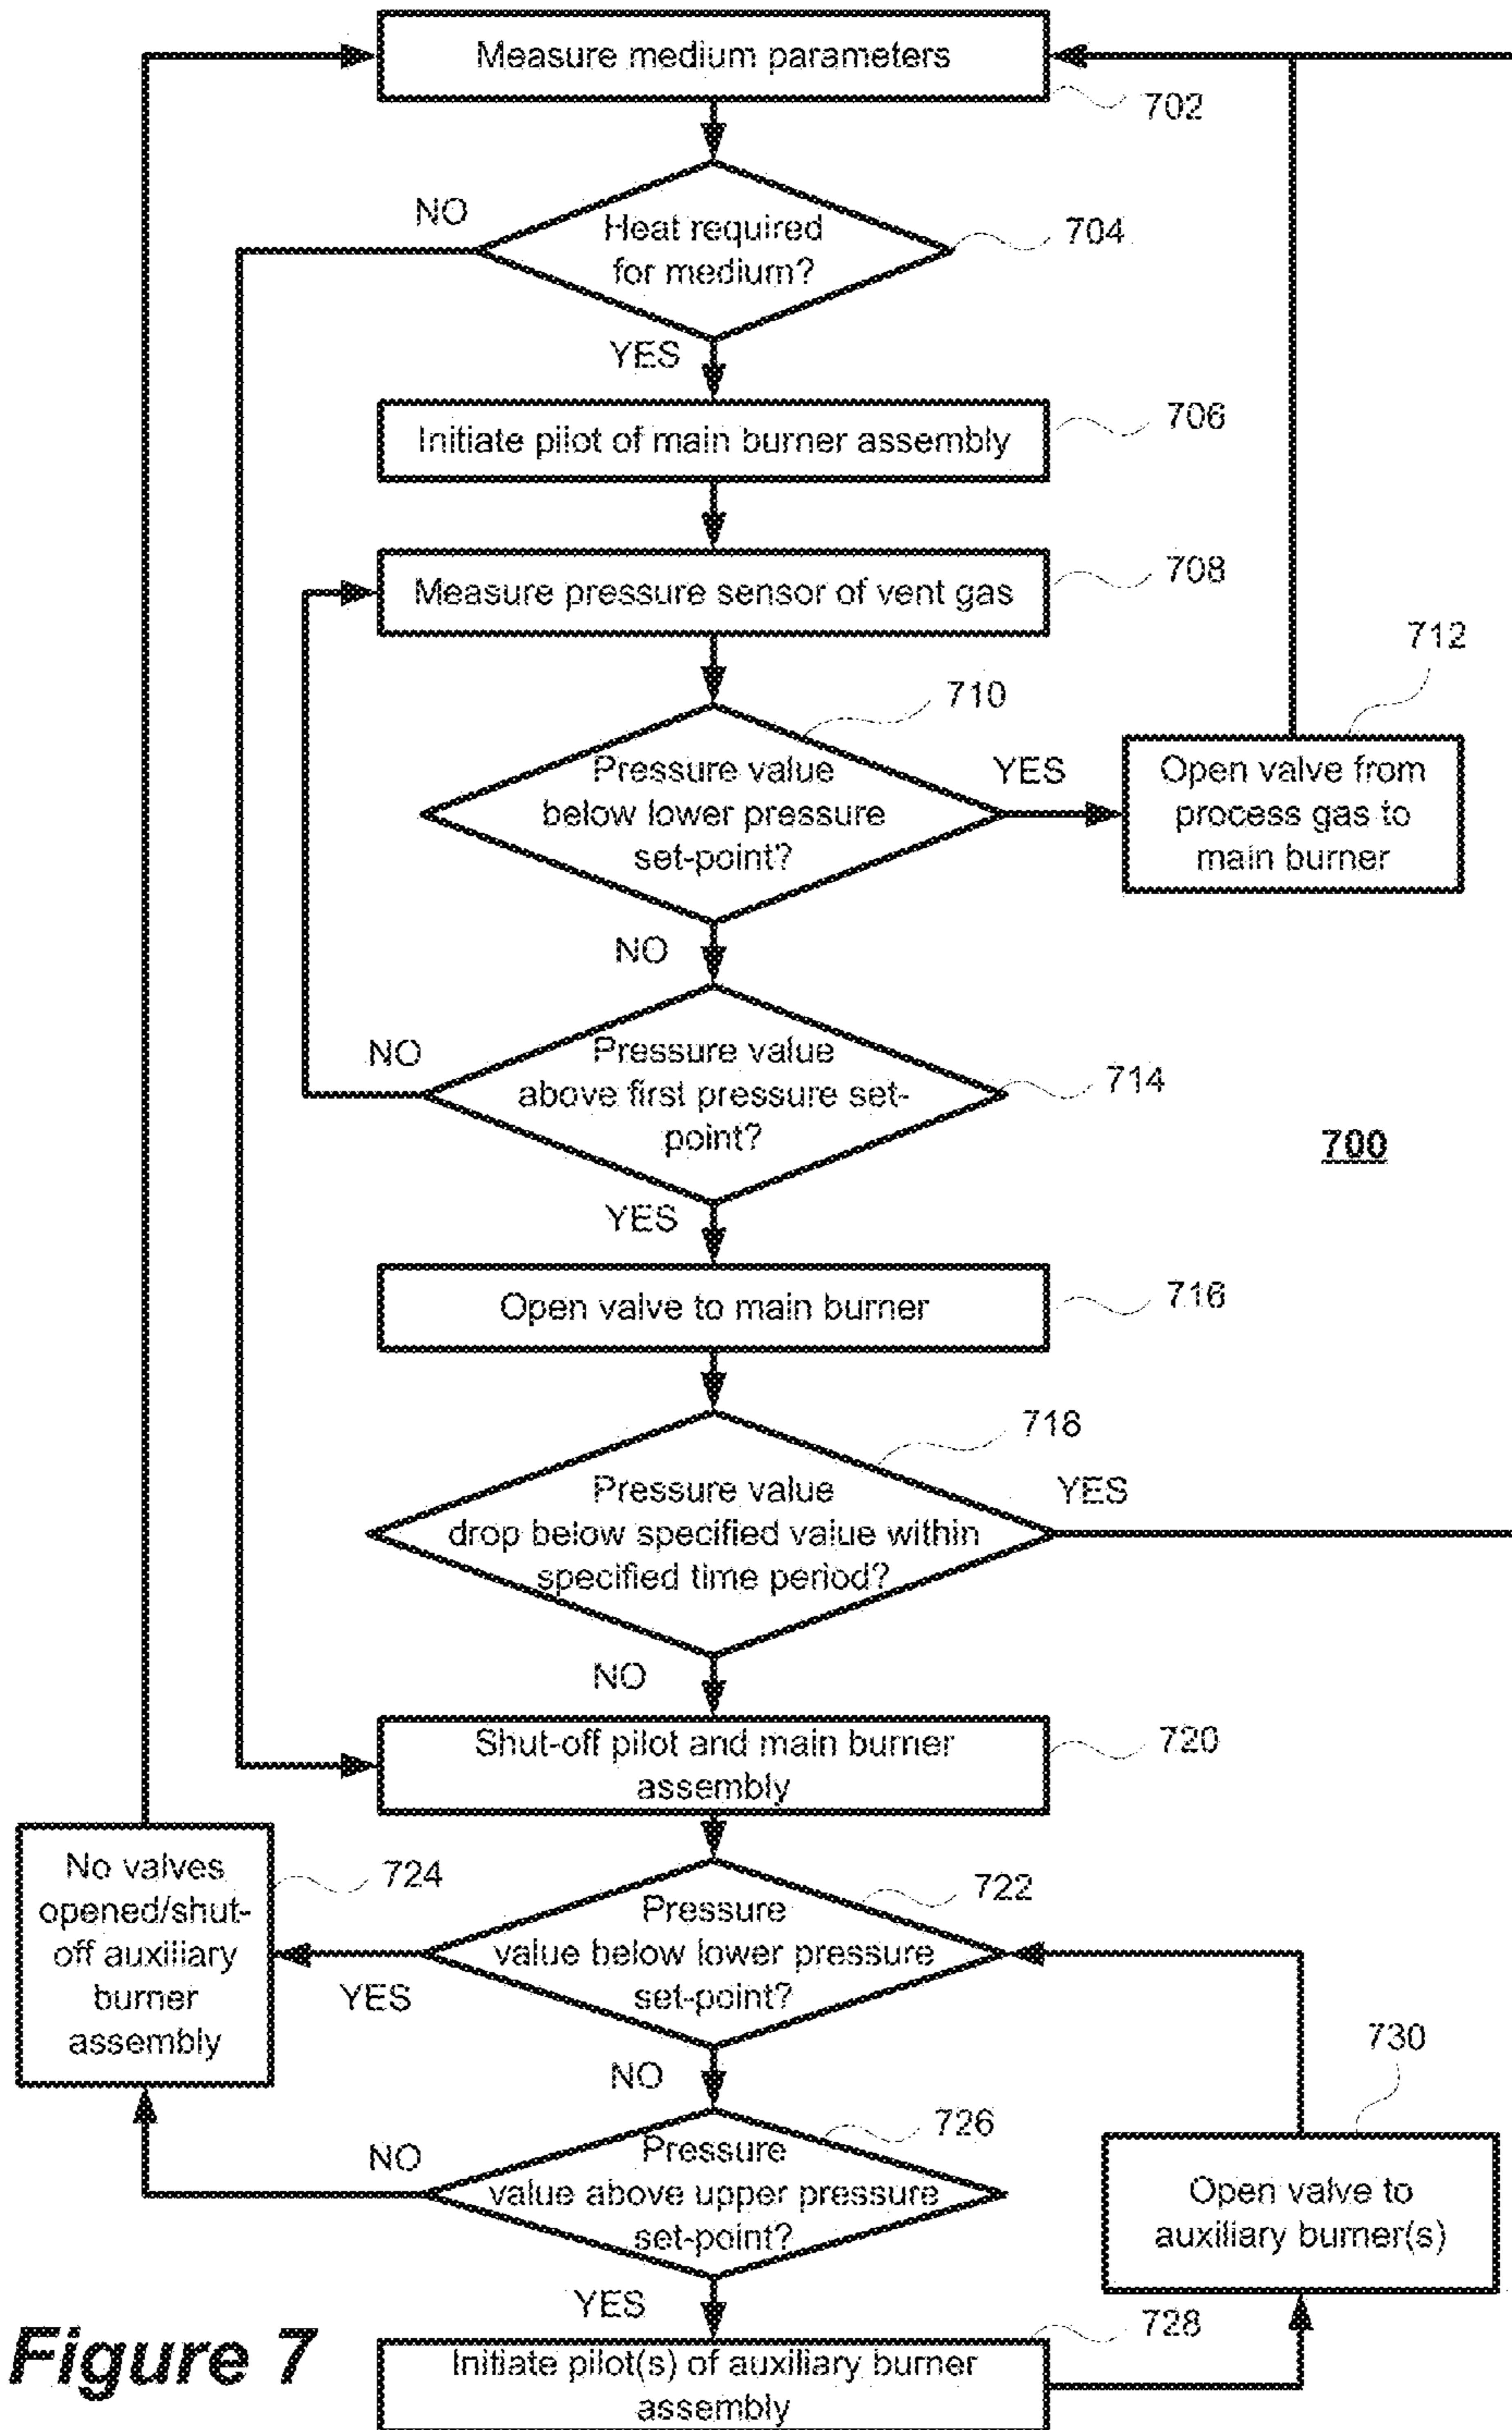 Measure medium parameters
702
NO
Heat required
for medium?
704
YES
Initiate pilot of main burner assembly
706
Measure pressure sensor of vent gas
708
710
712
Pressure value
below lower pressure
set-point?
YES
Open valve from
process gas to
main burner
NO
NO
Pressure value
above first pressure set-
point?
714
700
YES
Open valve to main burner
716
718
Pressure value
drop below specified value within
specified time period?
YES
NO
Shut-off pilot and main burner
assembly
720
No valves
opened/shut-
off auxiliary
burner
assembly
724
722
Pressure
value below lower pressure
set-point?
YES
NO
730
726
NO
Pressure
value above upper pressure
set-point?
Open valve to
auxiliary burner(s)
YES
728
Initiate pilot(s) of auxiliary burner
assembly
Figure 7